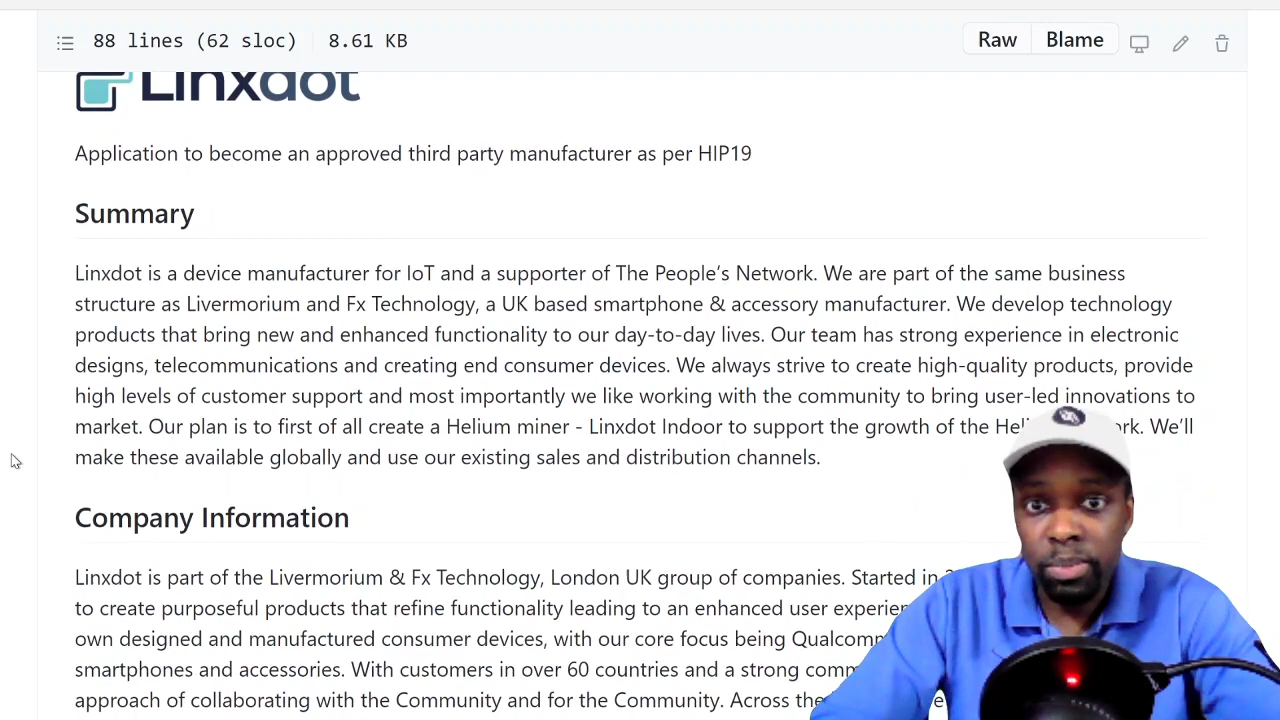 88 lines (62 sloc) 8.61 KB Raw Blame
Linxdot
Application to become an approved third party manufacturer as per HIP19
Summary
Linxdot is a device manufacturer for IoT and a supporter of The People’s Network. We are part of the same business
structure as Livermorium and Fx Technology, a UK based smartphone & accessory manufacturer. We develop technology
products that bring new and enhanced functionality to our day-to-day lives. Our team has strong experience in electronic
designs, telecommunications and creating end consumer devices. We always strive to create high-quality products, provide
high levels of customer support and most importantly we like working with the community to bring user-led innovations to
market. Our plan is to first of all create a Helium miner - Linxdot Indoor to support the growth of the We’ll
make these available globally and use our existing sales and distribution channels.
Company Information
Linxdot is part of the Livermorium & Fx Technology, London UK group of companies. Started in
to create purposeful products that refine functionality leading to an enhanced user
own designed and manufactured consumer devices, with our core focus being
smartphones and accessories. With customers in over 60 countries and a strong
approach of collaborating with the Community and for the Community. Across the